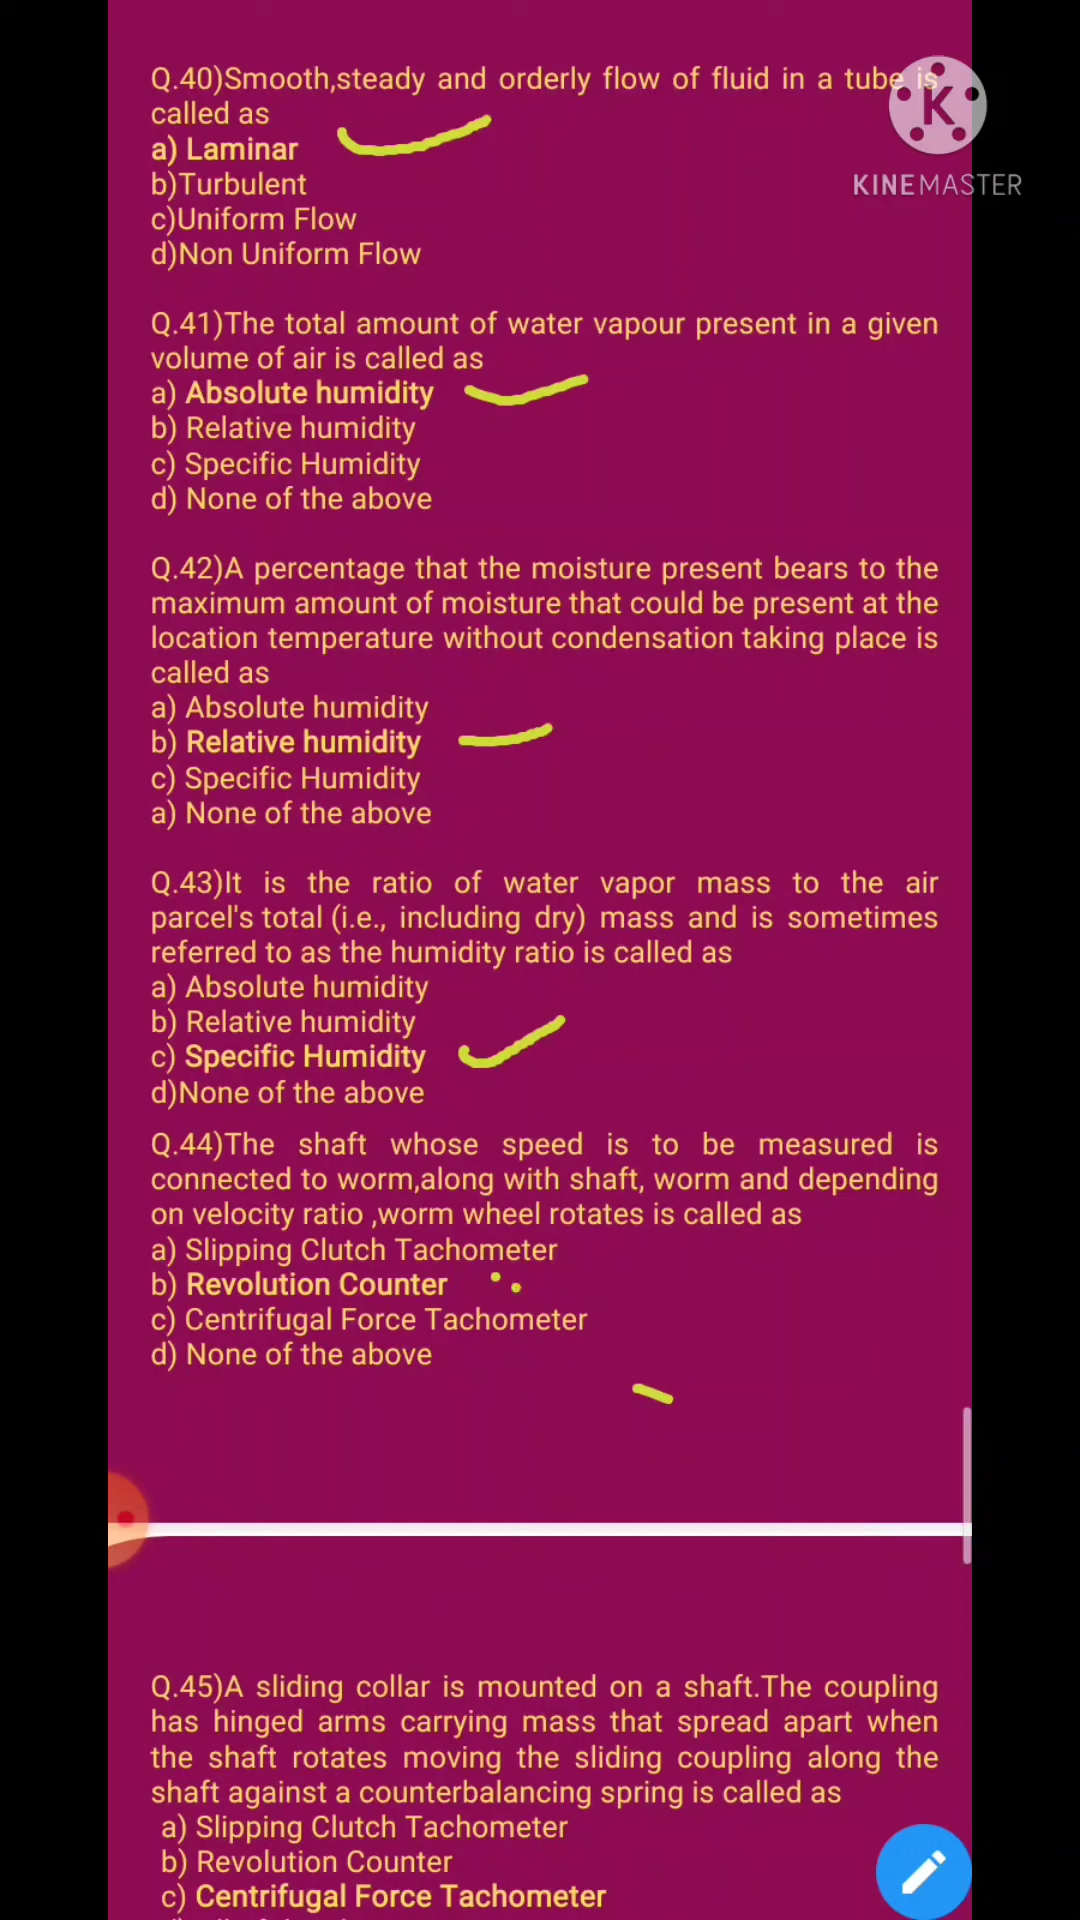 Q.40)Smooth,steady and orderly flow of fluid in a tube is
called as
a) Laminar
b)Turbulent
c)Uniform Flow
d)Non Uniform Flow
K
KINEMASTER
Q.41)The total amount of water vapour present in a given
volume of air is called as
a) Absolute humidity
b) Relative humidity
c) Specific Humidity
d) None of the above
Q.42)A percentage that the moisture present bears to the
maximum amount of moisture that could be present at the
location temperature without condensation taking place is
called as
a) Absolute humidity
b) Relative humidity
c) Specific Humidity
a) None of the above
Q.43)It is the ratio of water vapor mass to the air
parcel's total (i.e., including dry) mass and is sometimes
referred to as the humidity ratio is called as
a) Absolute humidity
b) Relative humidity
c) Specific Humidity
d)None of the above
Q.44)The shaft whose speed is to be measured is
connected to worm,along with shaft, worm and depending
on velocity ratio ,worm wheel rotates is called as
a) Slipping Clutch Tachometer
b) Revolution Counter
c) Centrifugal Force Tachometer
d) None of the above
Q.45)A sliding collar is mounted on a shaft.The coupling
has hinged arms carrying mass that spread apart when
the shaft rotates moving the sliding coupling along the
shaft against a counterbalancing spring is called as
a) Slipping Clutch Tachometer
b) Revolution Counter
c) Centrifugal Force Tachometer